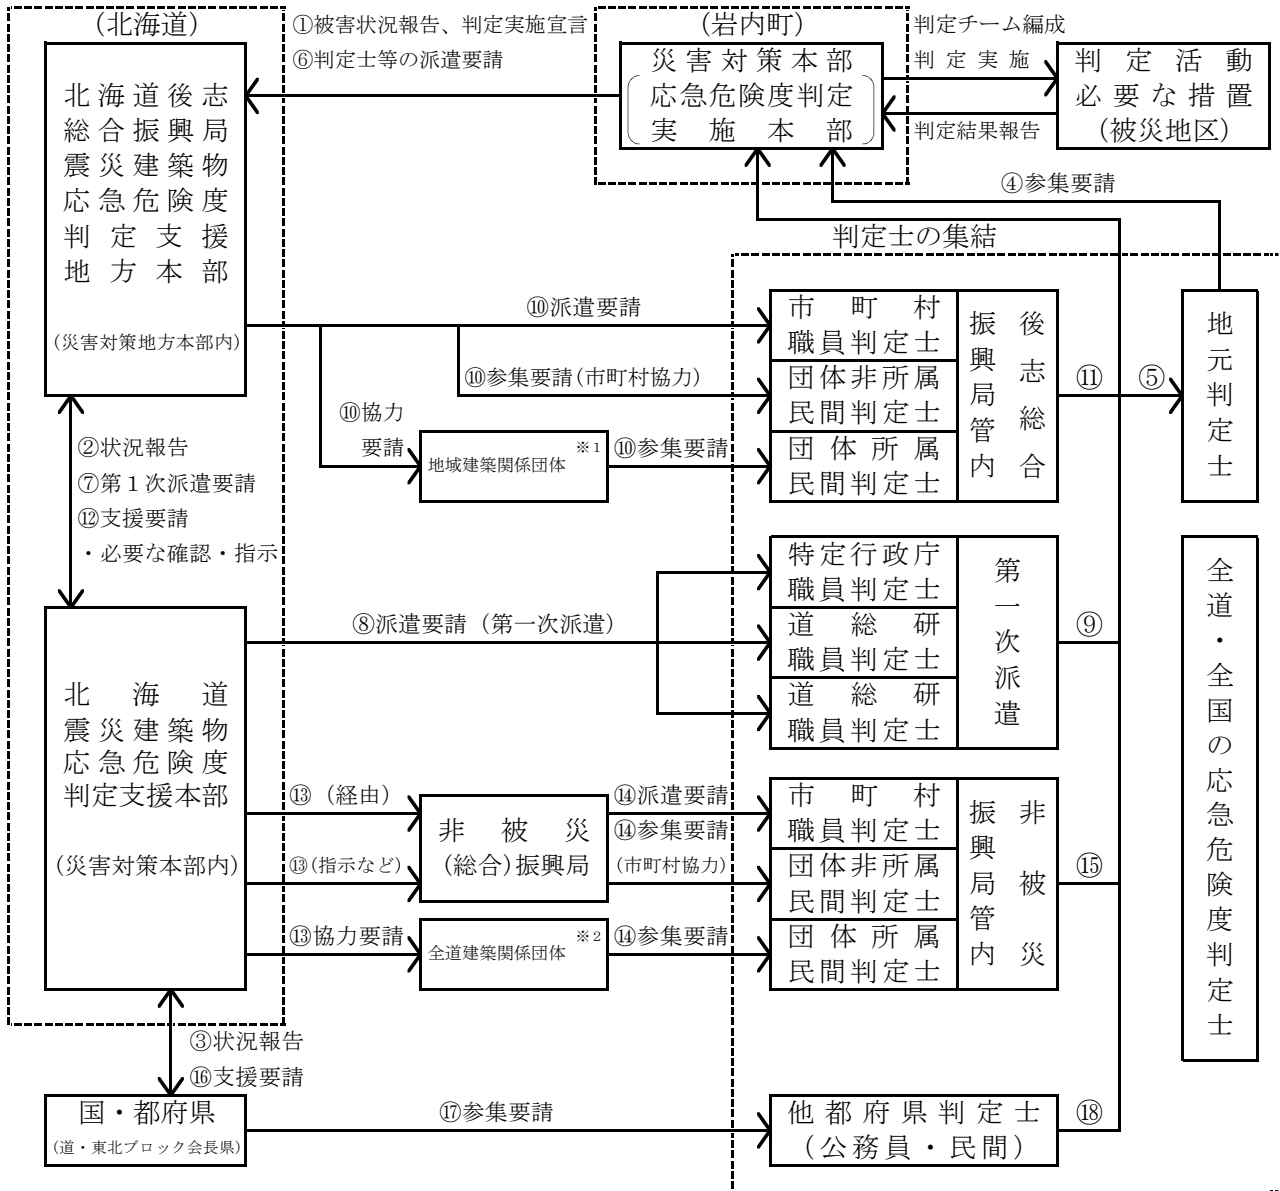 (北海道)
①被害状況報告、判定実施宣言
⑥判定士等の派遣要請
(岩内町)
災害対策本部
応急危険度判定
実施本部
判定チーム編成
判定実施
判定結果報告
判定活動
必要な措置
(被災地区)
④参集要請
北海道後志
総合振興局
震災建築物
応急危険度
判定支援
地方本部
(災害対策地方本部内)
判定士の集結
⑩派遣要請
⑩参集要請(市町村協力)
⑩協力
要請
地域建築関係団体 ※1
⑩参集要請
市町村
職員判定士
団体非所属
民間判定士
団体所属
民間判定士
後志総合
振興局管内
⑪
⑤
地元判定士
②状況報告
⑦第1次派遣要請
⑫支援要請
・必要な確認・指示
⑧派遣要請（第一次派遣）
特定行政庁
職員判定士
道総研
職員判定士
道総研
職員判定士
第一次派遣
⑨
全道・全国の応急危険度判定士
北海道
震災建築物
応急危険度
判定支援本部
(災害対策本部内)
⑬（経由）
⑬(指示など)
非被災
(総合)振興局
⑭派遣要請
⑭参集要請
(市町村協力)
⑬協力要請
全道建築関係団体 ※2
⑭参集要請
市町村
職員判定士
団体非所属
民間判定士
団体所属
民間判定士
非被災
振興局管内
⑮
③状況報告
⑯支援要請
国・都府県
(道・東北ブロック会長県)
⑰参集要請
他都府県判定士
（公務員・民間）
⑱